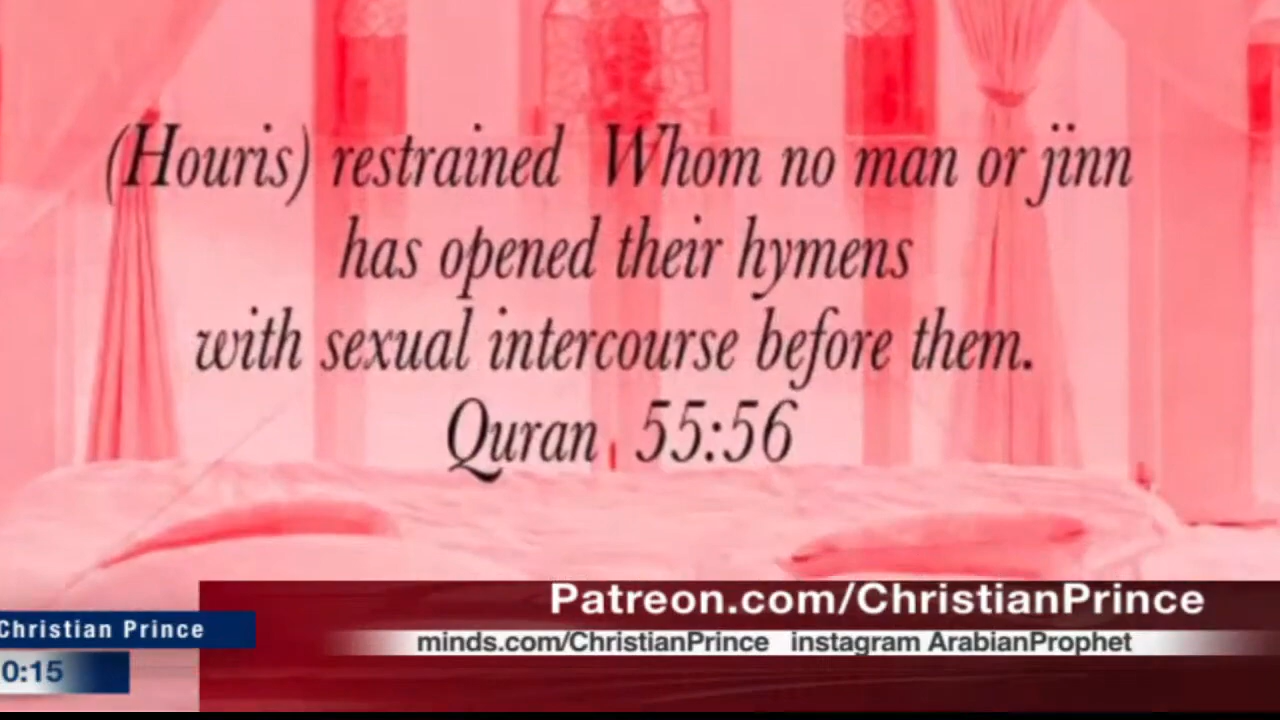 (Houris) restrained Whom no man or jinn
has opened their hymens
with sexual intercourse before them.
Quran 55:56
Patreon.com/ChristianPrince
Christian Prince
minds.com/ChristianPrince instagram ArabianProphet
0:15